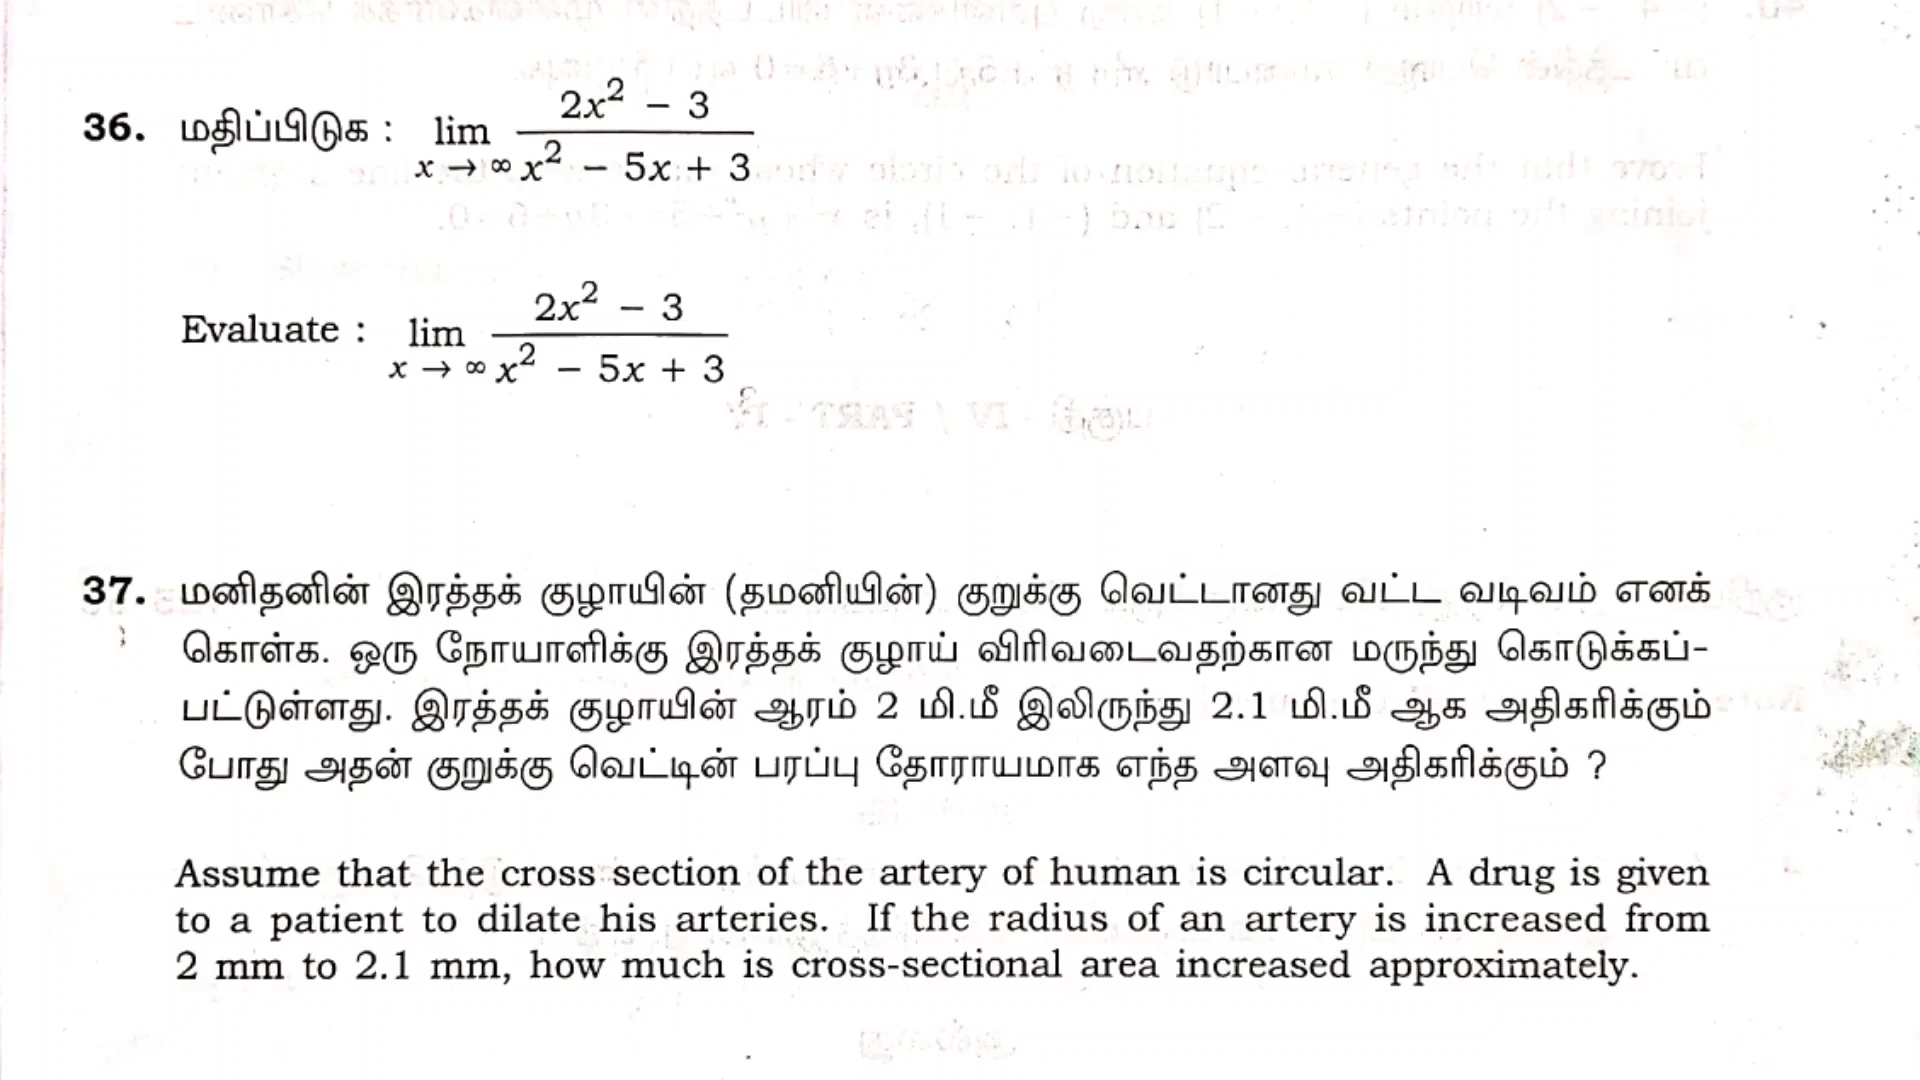 36. மதிப்பிடுக : lim x → ∞ (2x² − 3) / (x² − 5x + 3)
Evaluate : lim x → ∞ (2x² − 3) / (x² − 5x + 3)
37. மனிதனின் இரத்தக் குழாயின் (தமனியின்) குறுக்கு வெட்டானது வட்ட வடிவம் எனக்
கொள்க. ஒரு நோயாளிக்கு இரத்தக் குழாய் விரிவடைவதற்கான மருந்து கொடுக்கப்-
பட்டுள்ளது. இரத்தக் குழாயின் ஆரம் 2 மி.மீ இலிருந்து 2.1 மி.மீ ஆக அதிகரிக்கும்
போது அதன் குறுக்கு வெட்டின் பரப்பு தோராயமாக எந்த அளவு அதிகரிக்கும் ?
Assume that the cross section of the artery of human is circular. A drug is given
to a patient to dilate his arteries. If the radius of an artery is increased from
2 mm to 2.1 mm, how much is cross-sectional area increased approximately.